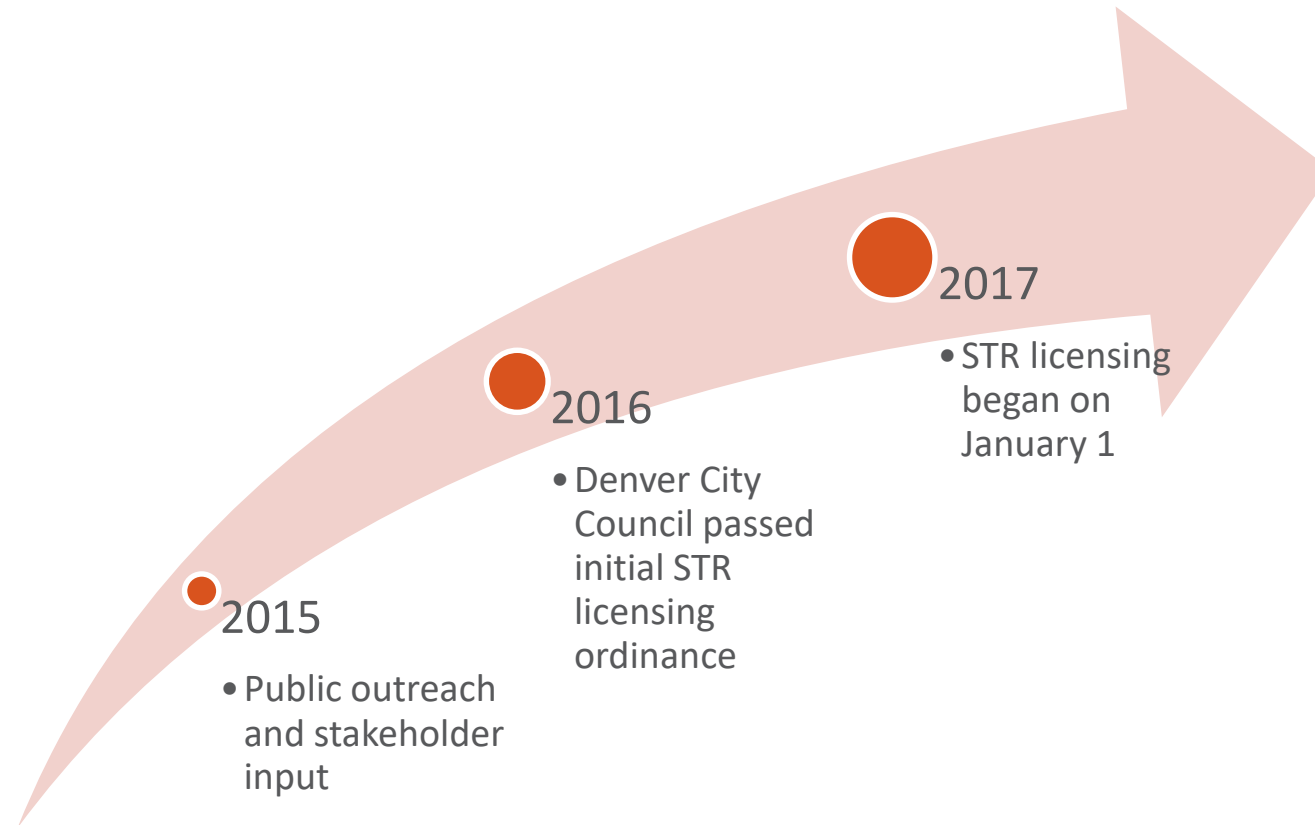 2015
• Public outreach
and stakeholder
input
2016
• Denver City
Council passed
initial STR
licensing
ordinance
2017
• STR licensing
began on
January 1